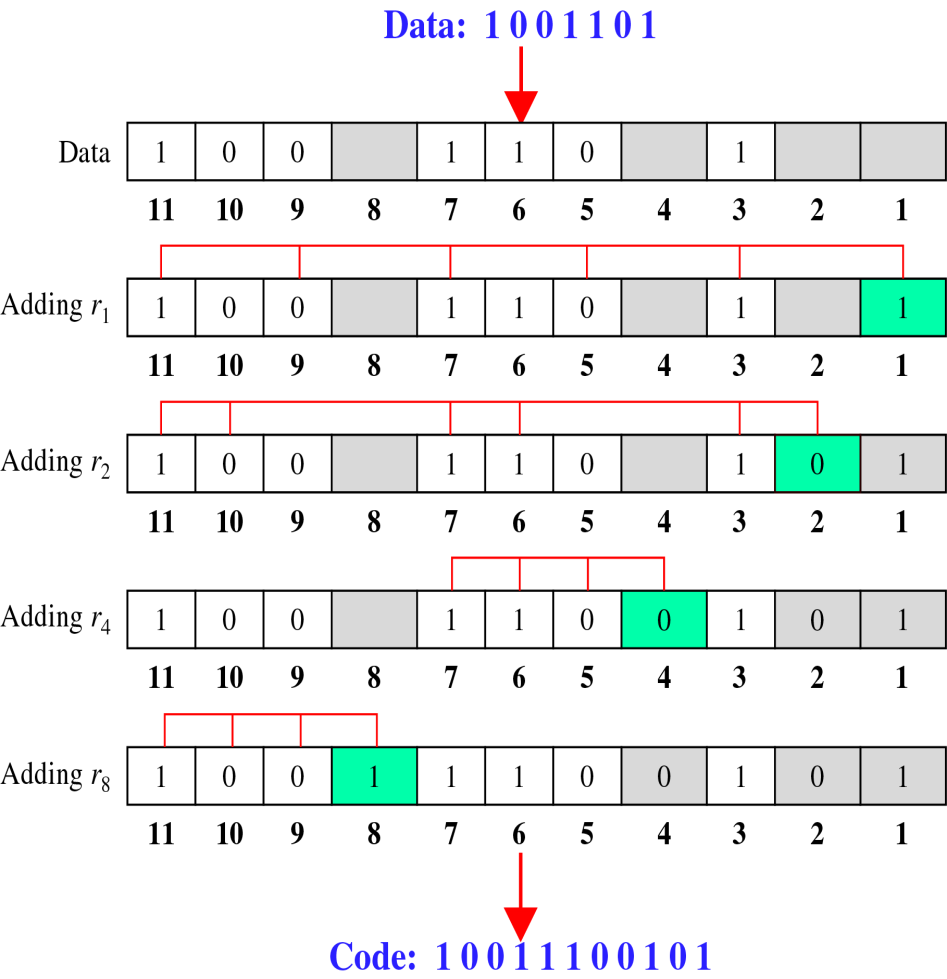 Data: 1 0 0 1 1 0 1
Data 1 0 0 1 1 0 1
11 10 9 8 7 6 5 4 3 2 1
Adding r1 1 0 0 1 1 0 1 1
11 10 9 8 7 6 5 4 3 2 1
Adding r2 1 0 0 1 1 0 1 0 1
11 10 9 8 7 6 5 4 3 2 1
Adding r4 1 0 0 1 1 0 0 1 0 1
11 10 9 8 7 6 5 4 3 2 1
Adding r8 1 0 0 1 1 1 0 0 1 0 1
11 10 9 8 7 6 5 4 3 2 1
Code: 1 0 0 1 1 1 0 0 1 0 1